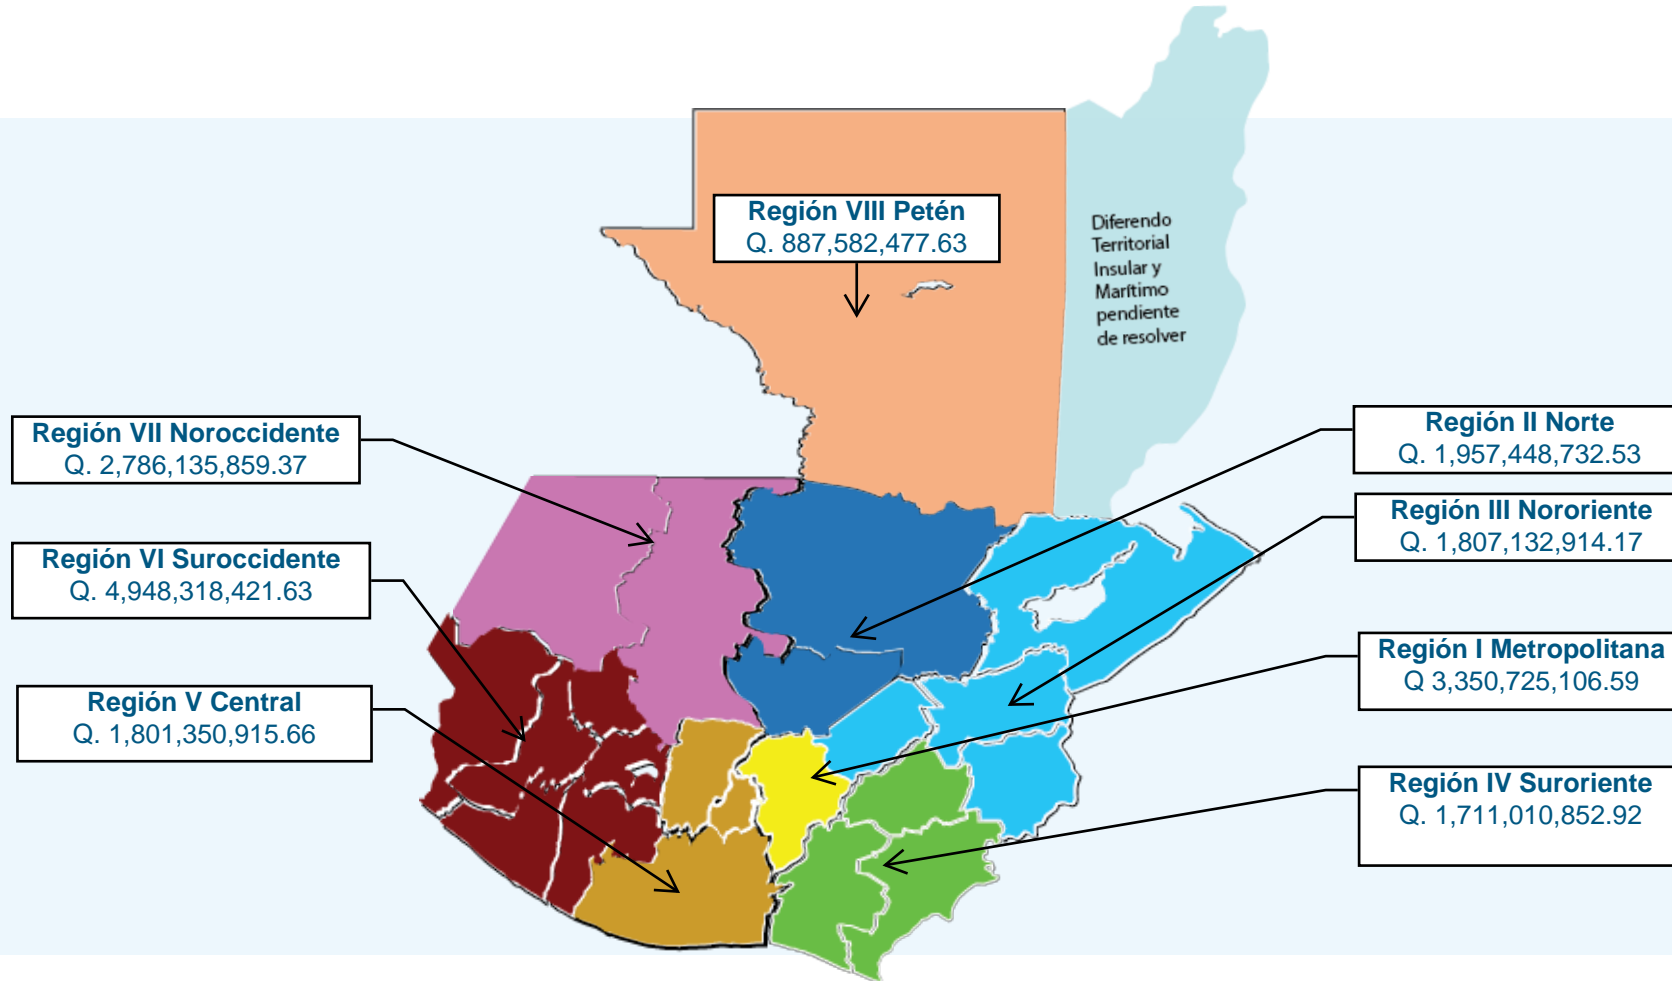 Región VIII Petén
Q. 887,582,477.63
Diferendo
Territorial
Insular y
Marítimo
pendiente
de resolver
Región VII Noroccidente
Q. 2,786,135,859.37
Región VI Suroccidente
Q. 4,948,318,421.63
Región V Central
Q. 1,801,350,915.66
Región II Norte
Q. 1,957,448,732.53
Región III Nororiente
Q. 1,807,132,914.17
Región I Metropolitana
Q 3,350,725,106.59
Región IV Suroriente
Q. 1,711,010,852.92